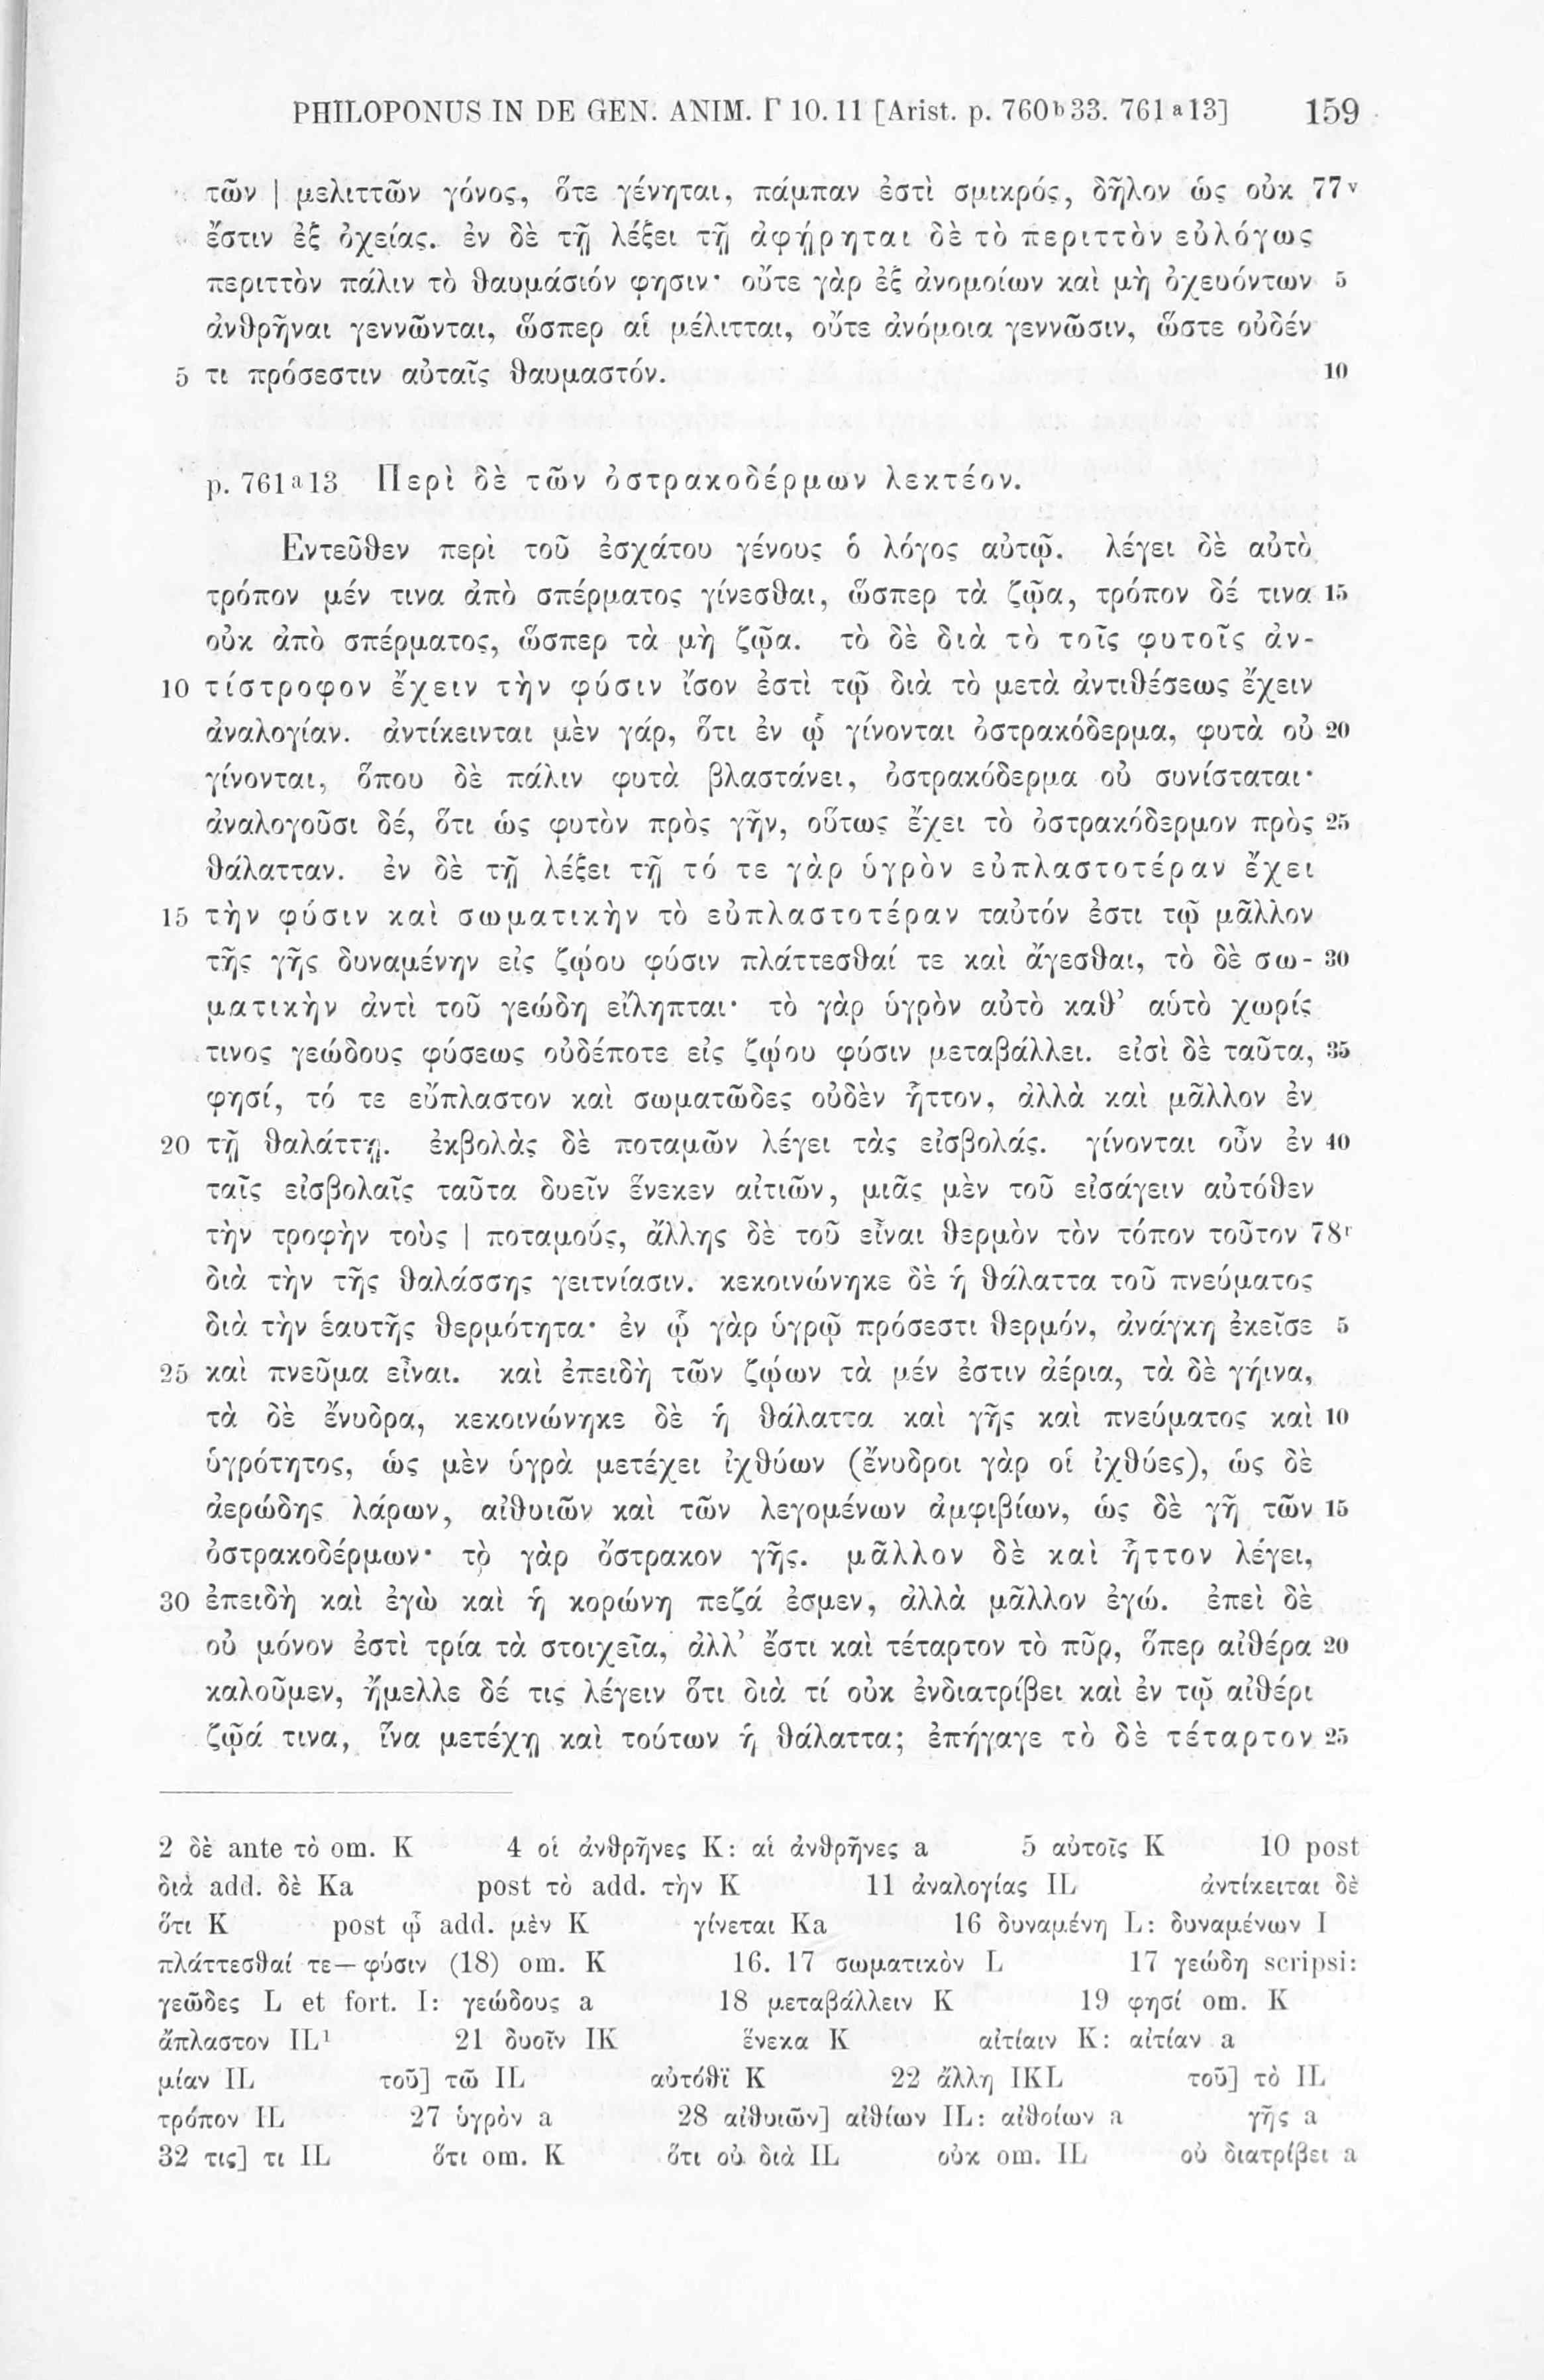 PHILOPONUS IN DE GEN. ANIM. Γ 10. 11 [Arist. p. 760b33. 761a13] 159
τῶν | μελιττῶν γόνος, ὅτε γένηται, πάμπαν ἐστὶ σμικρός, δῆλον ὡς οὐκ 77v
ἔστιν ἐξ ὀχείας. ἐν δὲ τῇ λέξει τῇ ἀφῄρηται δὲ τὸ περιττὸν εὐλόγως
περιττὸν πάλιν τὸ θαυμάσιόν φησιν· οὔτε γὰρ ἐξ ἀνομοίων καὶ μὴ ὀχευόντων 5
ἀνθρῆναι γεννῶνται, ὥσπερ αἱ μέλιτται, οὔτε ἀνόμοια γεννῶσιν, ὥστε οὐδέν
5 τι πρόσεστιν αὐταῖς θαυμαστόν. 10
p. 761a13 Περὶ δὲ τῶν ὀστρακοδέρμων λεκτέον.
Ἐντεῦθεν περὶ τοῦ ἐσχάτου γένους ὁ λόγος αὐτῷ. λέγει δὲ αὐτὸ
τρόπον μέν τινα ἀπὸ σπέρματος γίνεσθαι, ὥσπερ τὰ ζῷα, τρόπον δέ τινα 15
οὐκ ἀπὸ σπέρματος, ὥσπερ τὰ μὴ ζῷα. τὸ δὲ διὰ τὸ τοῖς φυτοῖς ἀν-
10 τίστροφον ἔχειν τὴν φύσιν ἴσον ἐστὶ τῷ διὰ τὸ μετὰ ἀντιθέσεως ἔχειν
ἀναλογίαν. ἀντίκεινται μὲν γάρ, ὅτι ἐν ᾧ γίνονται ὀστρακόδερμα, φυτὰ οὐ 20
γίνονται, ὅπου δὲ πάλιν φυτὰ βλαστάνει, ὀστρακόδερμα οὐ συνίσταται·
ἀναλογοῦσι δέ, ὅτι ὡς φυτὸν πρὸς γῆν, οὕτως ἔχει τὸ ὀστρακόδερμον πρὸς 25
θάλατταν. ἐν δὲ τῇ λέξει τῇ τό τε γὰρ ὑγρὸν εὐπλαστοτέραν ἔχει
15 τὴν φύσιν καὶ σωματικὴν τὸ εὐπλαστοτέραν ταὐτόν ἐστι τῷ μᾶλλον
τῆς γῆς δυναμένην εἰς ζῴου φύσιν πλάττεσθαί τε καὶ ἄγεσθαι, τὸ δὲ σω- 30
ματικὴν ἀντὶ τοῦ γεώδη εἴληπται· τὸ γὰρ ὑγρὸν αὐτὸ καθ’ αὑτὸ χωρίς
τινος γεώδους φύσεως οὐδέποτε εἰς ζῴου φύσιν μεταβάλλει. εἰσὶ δὲ ταῦτα, 35
φησί, τό τε εὔπλαστον καὶ σωματῶδες οὐδὲν ἧττον, ἀλλὰ καὶ μᾶλλον ἐν
20 τῇ θαλάττῃ. ἐκβολὰς δὲ ποταμῶν λέγει τὰς εἰσβολάς. γίνονται οὖν ἐν 40
ταῖς εἰσβολαῖς ταῦτα δυεῖν ἕνεκεν αἰτιῶν, μιᾶς μὲν τοῦ εἰσάγειν αὐτόθεν
τὴν τροφὴν τοὺς | ποταμούς, ἄλλης δὲ τοῦ εἶναι θερμὸν τὸν τόπον τοῦτον 78r
διὰ τὴν τῆς θαλάσσης γειτνίασιν. κεκοινώνηκε δὲ ἡ θάλαττα τοῦ πνεύματος
διὰ τὴν ἑαυτῆς θερμότητα· ἐν ᾧ γὰρ ὑγρῷ πρόσεστι θερμόν, ἀνάγκη ἐκεῖσε 5
25 καὶ πνεῦμα εἶναι. καὶ ἐπειδὴ τῶν ζῴων τὰ μέν ἐστιν ἀέρια, τὰ δὲ γήινα,
τὰ δὲ ἔνυδρα, κεκοινώνηκε δὲ ἡ θάλαττα καὶ γῆς καὶ πνεύματος καὶ 10
ὑγρότητος, ὡς μὲν ὑγρὰ μετέχει ἰχθύων (ἔνυδροι γὰρ οἱ ἰχθύες), ὡς δὲ
ἀερώδης λάρων, αἰθυιῶν καὶ τῶν λεγομένων ἀμφιβίων, ὡς δὲ γῆ τῶν 15
ὀστρακοδέρμων· τὸ γὰρ ὄστρακον γῆς. μᾶλλον δὲ καὶ ἧττον λέγει,
30 ἐπειδὴ καὶ ἐγὼ καὶ ἡ κορώνη πεζά ἐσμεν, ἀλλὰ μᾶλλον ἐγώ. ἐπεὶ δὲ
οὐ μόνον ἐστὶ τρία τὰ στοιχεῖα, ἀλλ’ ἔστι καὶ τέταρτον τὸ πῦρ, ὅπερ αἰθέρα 20
καλοῦμεν, ἤμελλε δέ τις λέγειν ὅτι διὰ τί οὐκ ἐνδιατρίβει καὶ ἐν τῷ αἰθέρι
ζῷά τινα, ἵνα μετέχῃ καὶ τούτων ἡ θάλαττα; ἐπήγαγε τὸ δὲ τέταρτον 25
2 δὲ ante τὸ om. K 4 οἱ ἀνθρῆνες K: αἱ ἀνθρῆνες a 5 αὐτοῖς K 10 post
διὰ add. δὲ Ka post τὸ add. τὴν K 11 ἀναλογίας IL ἀντίκειται δὲ
ὅτι K post ᾧ add. μὲν K γίνεται Ka 16 δυναμένη L: δυναμένων I
πλάττεσθαί τε—φύσιν (18) om. K 16. 17 σωματικὸν L 17 γεώδη scripsi:
γεῶδες L et fort. I: γεώδους a 18 μεταβάλλειν K 19 φησί om. K
ἄπλαστον IL¹ 21 δυοῖν IK ἕνεκα K αἰτίαιν K: αἰτίαν a
μίαν IL τοῦ] τῶ IL αὐτόθϊ K 22 ἄλλη IKL τοῦ] τὸ IL
τρόπον IL 27 ὑγρὸν a 28 αἰθυιῶν] αἰθίων IL: αἰθοίων a γῆς a
32 τις] τι IL ὅτι om. K ὅτι οὐ διὰ IL οὐκ om. IL οὐ διατρίβει a